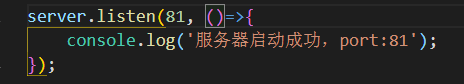 server.listen(81, ()=>{
    console.log('服务器启动成功，port:81');
});